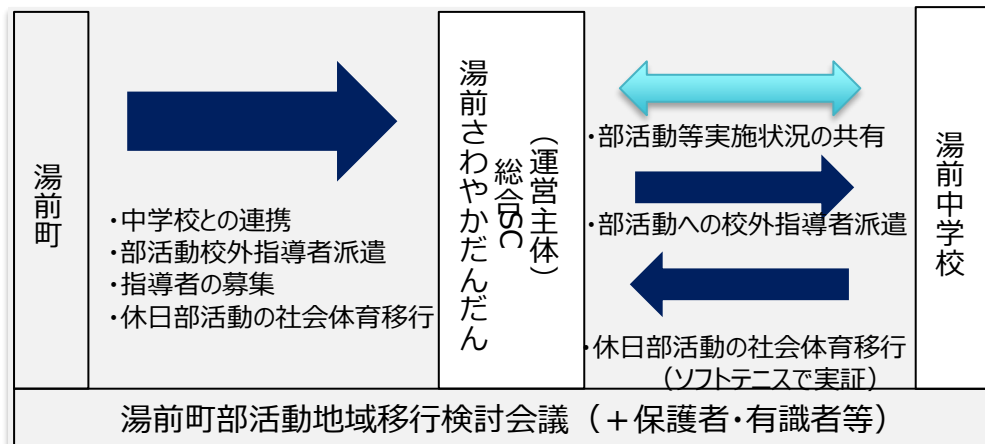 湯前町
・中学校との連携
・部活動校外指導者派遣
・指導者の募集
・休日部活動の社会体育移行
湯前さわやかだんだん
総合SC
（運営主体）
・部活動等実施状況の共有
・部活動への校外指導者派遣
・休日部活動の社会体育移行
（ソフトテニスで実証）
湯前中学校
湯前町部活動地域移行検討会議（＋保護者・有識者等）